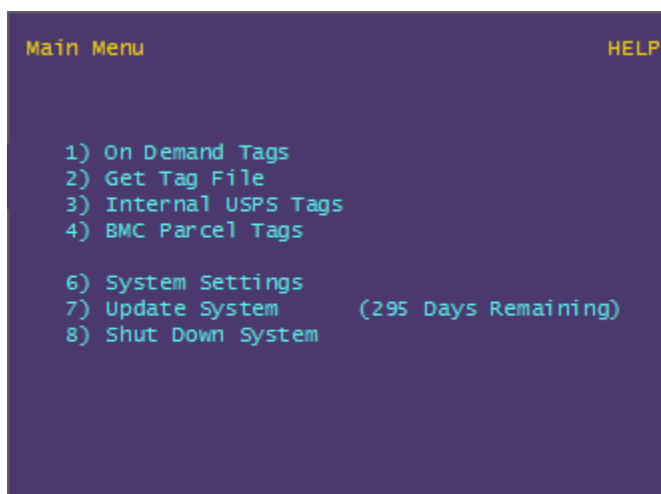 Main Menu HELP
1) On Demand Tags
2) Get Tag File
3) Internal USPS Tags
4) BMC Parcel Tags
6) System Settings
7) Update System (295 Days Remaining)
8) Shut Down System